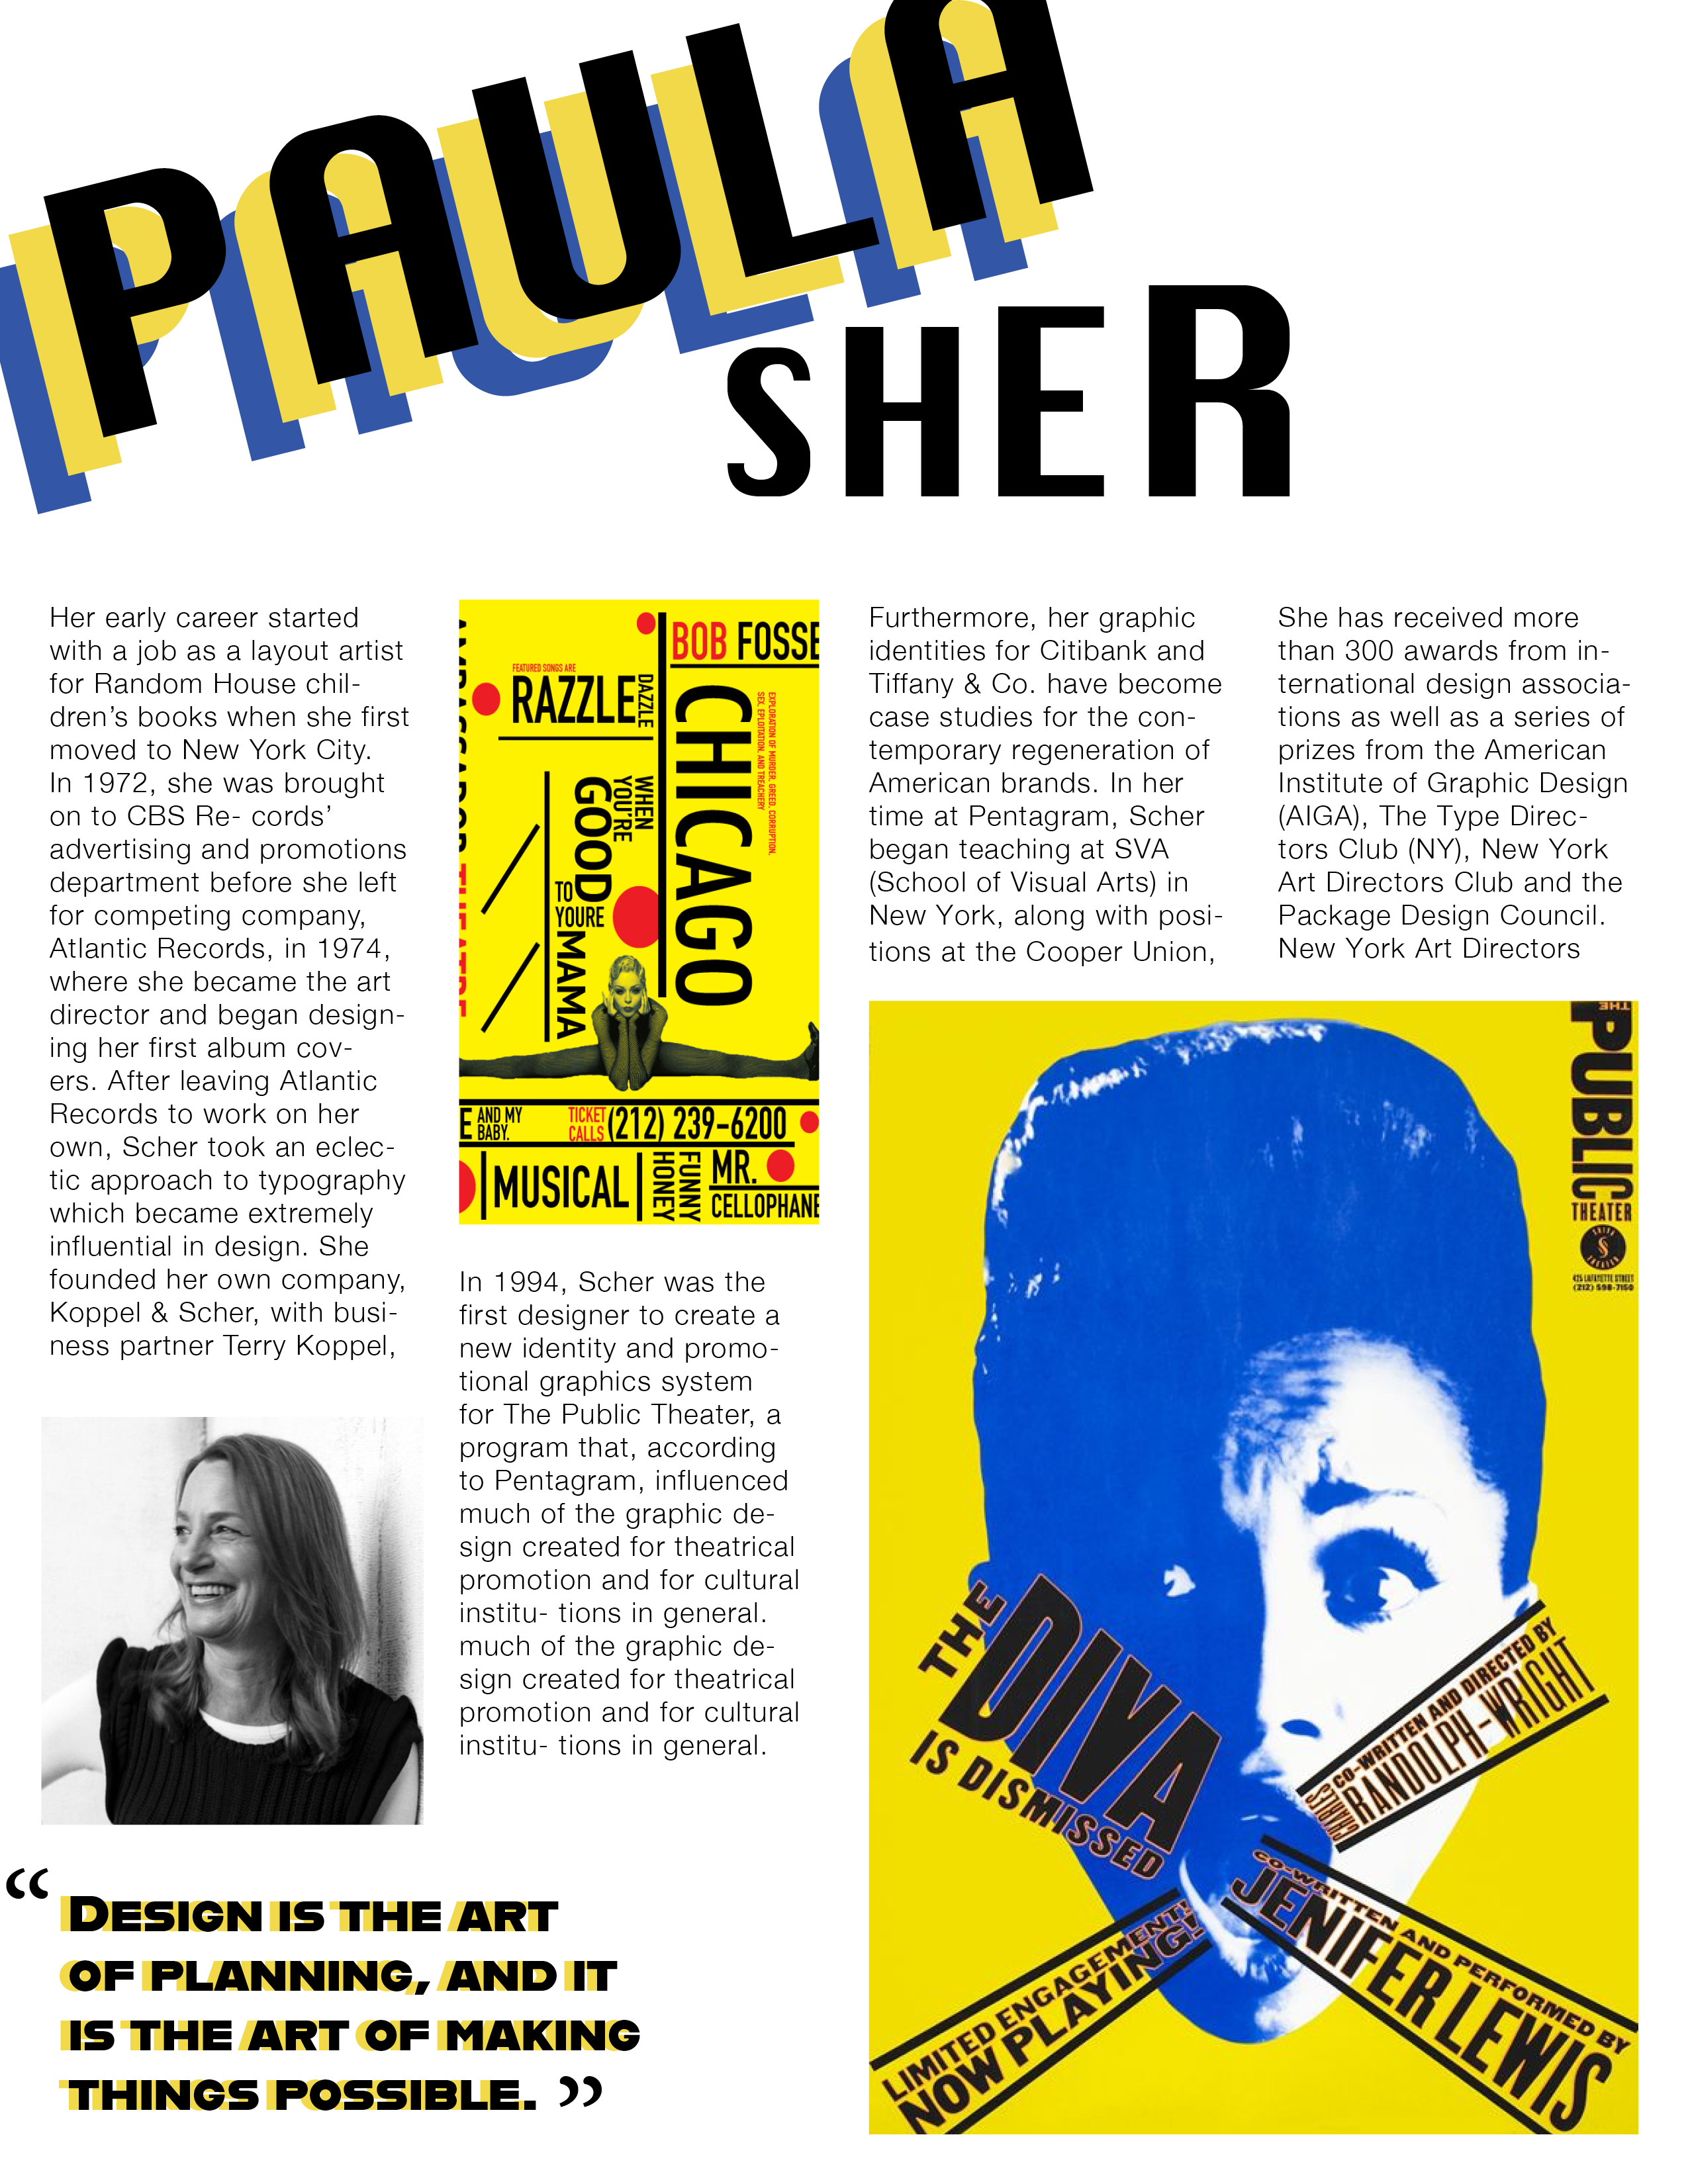 PAULA
SHER
Her early career started
with a job as a layout artist
for Random House chil-
dren’s books when she first
moved to New York City.
In 1972, she was brought
on to CBS Re- cords’
advertising and promotions
department before she left
for competing company,
Atlantic Records, in 1974,
where she became the art
director and began design-
ing her first album cov-
ers. After leaving Atlantic
Records to work on her
own, Scher took an eclec-
tic approach to typography
which became extremely
influential in design. She
founded her own company,
Koppel & Scher, with busi-
ness partner Terry Koppel,
BOB FOSSE
FEATURED SONGS ARE
RAZZLE
DAZZLE
CHICAGO
EXPLORATION OF MURDER, GREED, CORRUPTION,
SEX, EPLOITATION, AND TREACHERY
WHEN
YOU'RE
GOOD
TO
YOURE
MAMA
AMBASSADOR THEATRE
E AND MY
BABY.
TICKET
CALLS
(212) 239-6200
MUSICAL
FUNNY
HONEY
MR.
CELLOPHANE
In 1994, Scher was the
first designer to create a
new identity and promo-
tional graphics system
for The Public Theater, a
program that, according
to Pentagram, influenced
much of the graphic de-
sign created for theatrical
promotion and for cultural
institu- tions in general.
much of the graphic de-
sign created for theatrical
promotion and for cultural
institu- tions in general.
Furthermore, her graphic
identities for Citibank and
Tiffany & Co. have become
case studies for the con-
temporary regeneration of
American brands. In her
time at Pentagram, Scher
began teaching at SVA
(School of Visual Arts) in
New York, along with posi-
tions at the Cooper Union,
She has received more
than 300 awards from in-
ternational design associa-
tions as well as a series of
prizes from the American
Institute of Graphic Design
(AIGA), The Type Direc-
tors Club (NY), New York
Art Directors Club and the
Package Design Council.
New York Art Directors
THE
PUBLIC
THEATER
425 LAFAYETTE STREET
(212) 598-7150
THE
DIVA
IS DISMISSED
CO-WRITTEN AND DIRECTED BY
CHARLES
RANDOLPH-WRIGHT
CO-WRITTEN AND PERFORMED BY
JENIFER LEWIS
LIMITED ENGAGEMENT!
NOW PLAYING!
“DESIGN IS THE ART
OF PLANNING, AND IT
IS THE ART OF MAKING
THINGS POSSIBLE.”